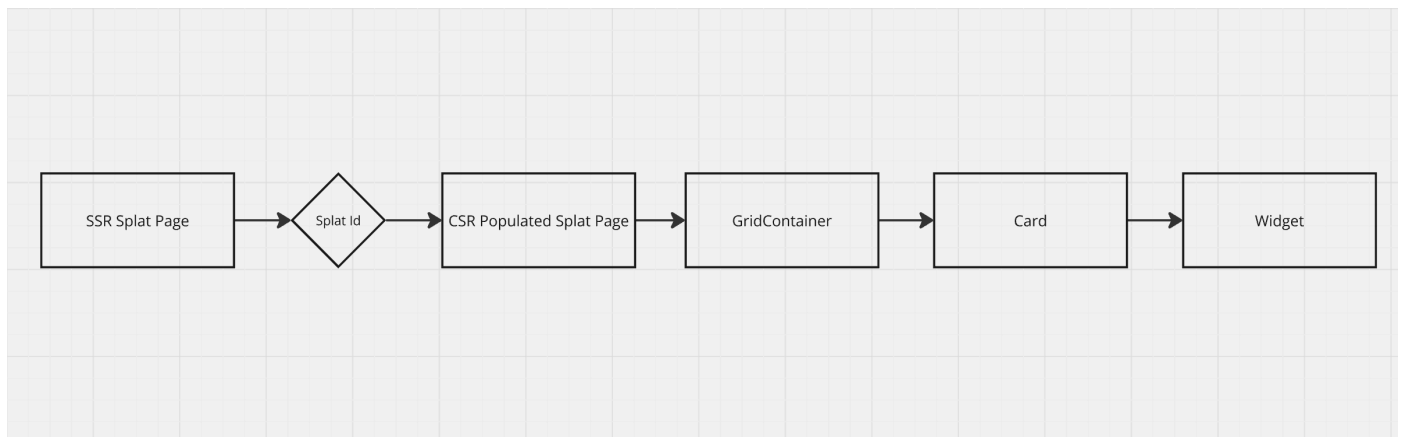 SSR Splat Page
Splat Id
CSR Populated Splat Page
GridContainer
Card
Widget